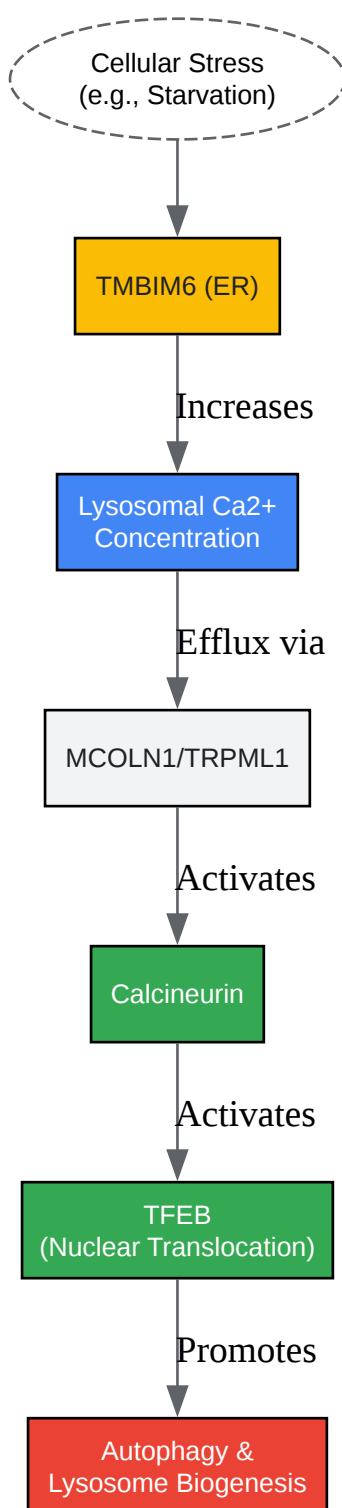 Cellular Stress
(e.g., Starvation)
TMBIM6 (ER)
Increases
Lysosomal Ca2+
Concentration
Efflux via
MCOLN1/TRPML1
Activates
Calcineurin
Activates
TFEB
(Nuclear Translocation)
Promotes
Autophagy &
Lysosome Biogenesis